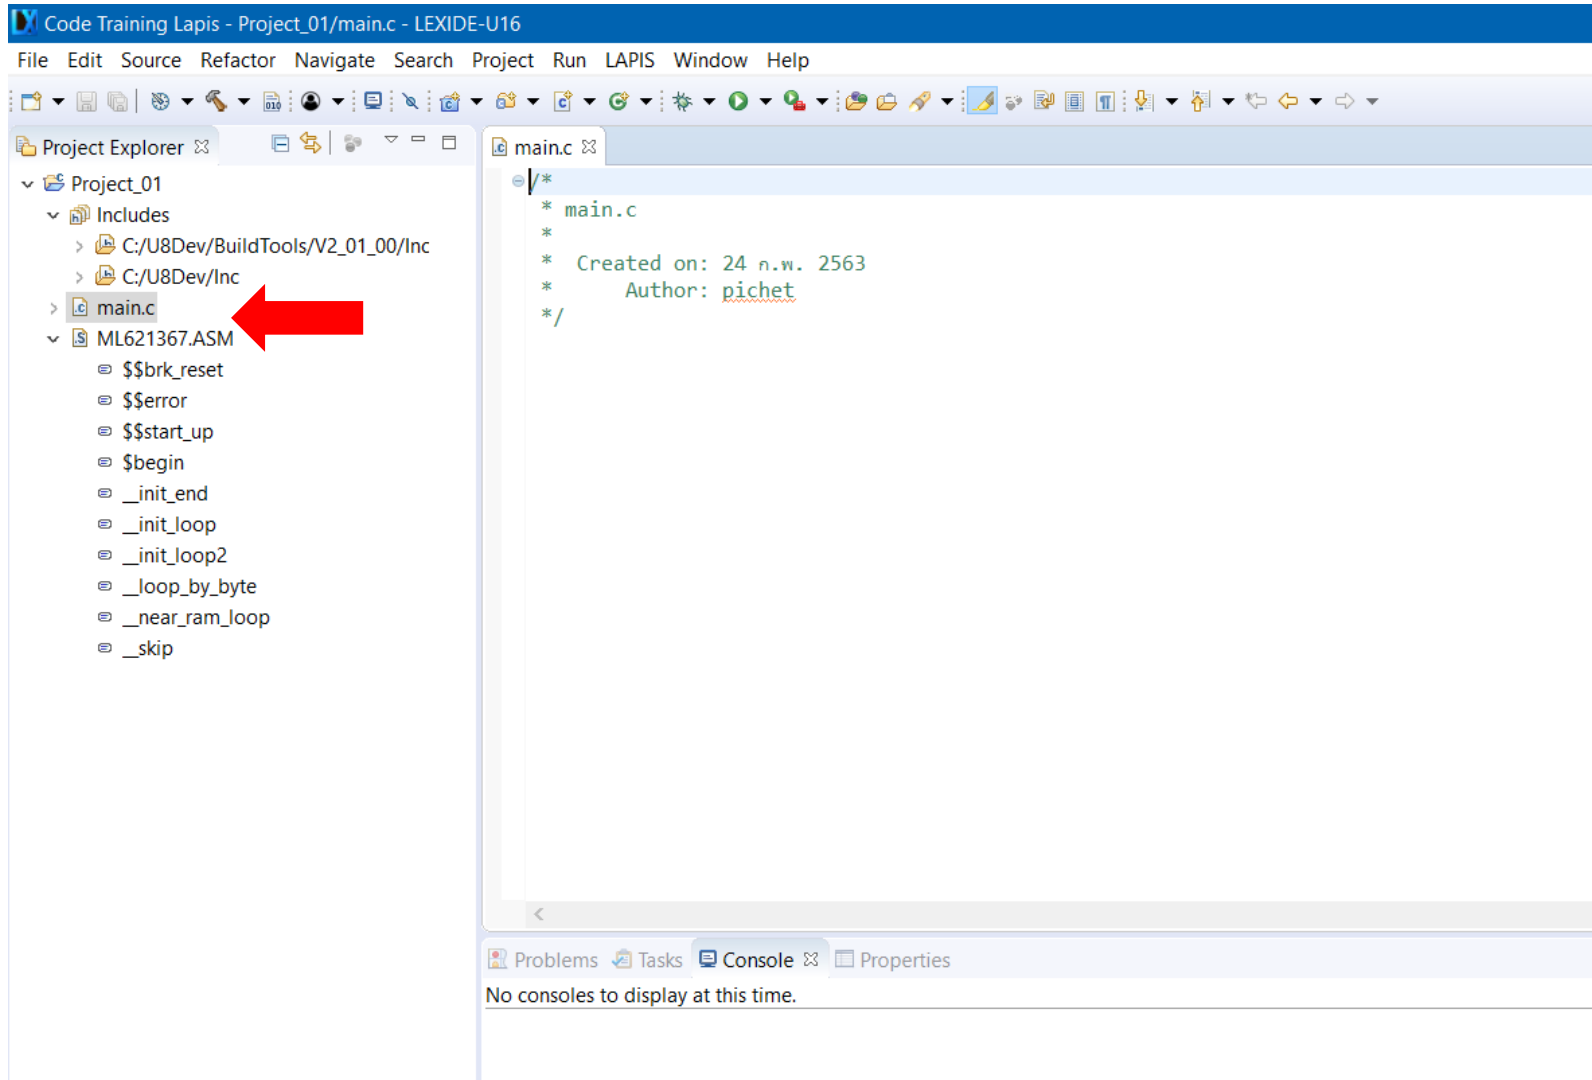 Code Training Lapis - Project_01/main.c - LEXIDE-U16
File Edit Source Refactor Navigate Search Project Run LAPIS Window Help
Project Explorer
Project_01
Includes
C:/U8Dev/BuildTools/V2_01_00/Inc
C:/U8Dev/Inc
main.c
ML621367.ASM
$$brk_reset
$$error
$$start_up
$begin
__init_end
__init_loop
__init_loop2
__loop_by_byte
__near_ram_loop
__skip
main.c
/*
* main.c
*
* Created on: 24 ก.พ. 2563
* Author: pichet
*/
Problems Tasks Console Properties
No consoles to display at this time.